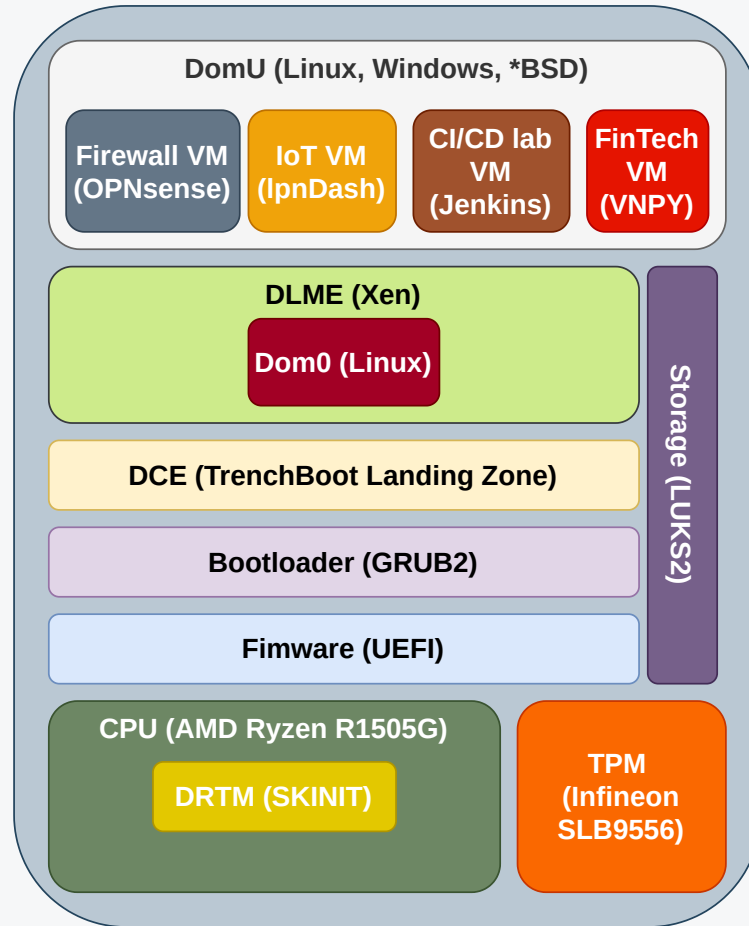 DomU (Linux, Windows, *BSD)
Firewall VM
(OPNsense)
IoT VM
(IpnDash)
CI/CD lab
VM
(Jenkins)
FinTech
VM
(VNPY)
DLME (Xen)
Dom0 (Linux)
Storage (LUKS2)
DCE (TrenchBoot Landing Zone)
Bootloader (GRUB2)
Fimware (UEFI)
CPU (AMD Ryzen R1505G)
DRTM (SKINIT)
TPM
(Infineon
SLB9556)